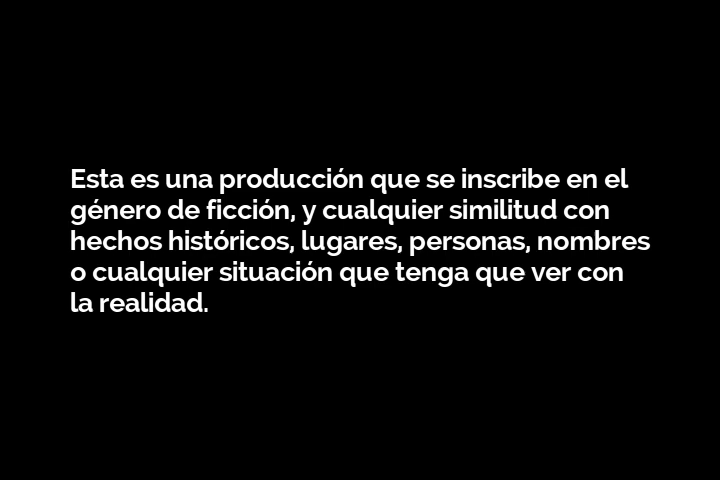 Esta es una producción que se inscribe en el
género de ficción, y cualquier similitud con
hechos históricos, lugares, personas, nombres
o cualquier situación que tenga que ver con
la realidad.